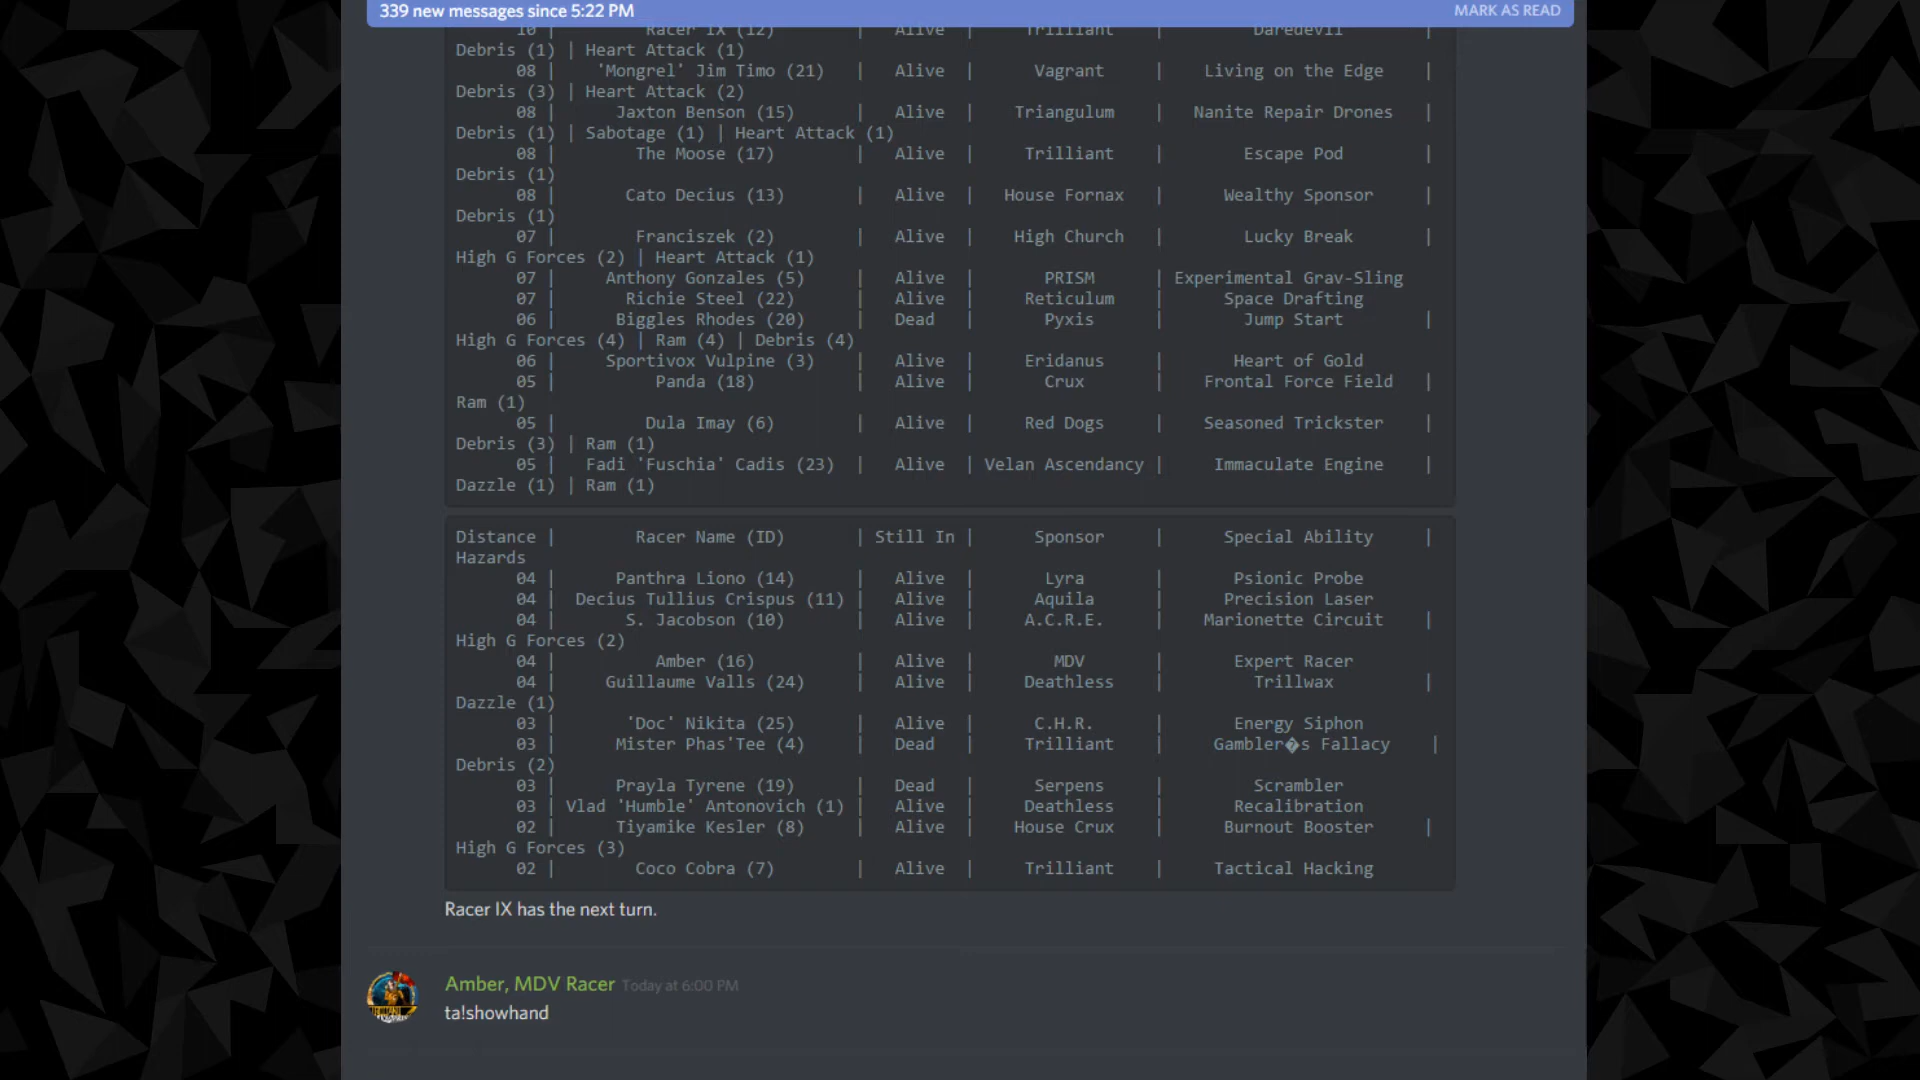 339 new messages since 5:22 PM MARK AS READ
10 | Racer IX (12) | Alive | Trilliant | Daredevil |
Debris (1) | Heart Attack (1)
08 | 'Mongrel' Jim Timo (21) | Alive | Vagrant | Living on the Edge |
Debris (3) | Heart Attack (2)
08 | Jaxton Benson (15) | Alive | Triangulum | Nanite Repair Drones |
Debris (1) | Sabotage (1) | Heart Attack (1)
08 | The Moose (17) | Alive | Trilliant | Escape Pod |
Debris (1)
08 | Cato Decius (13) | Alive | House Fornax | Wealthy Sponsor |
Debris (1)
07 | Franciszek (2) | Alive | High Church | Lucky Break |
High G Forces (2) | Heart Attack (1)
07 | Anthony Gonzales (5) | Alive | PRISM | Experimental Grav-Sling
07 | Richie Steel (22) | Alive | Reticulum | Space Drafting
06 | Biggles Rhodes (20) | Dead | Pyxis | Jump Start |
High G Forces (4) | Ram (4) | Debris (4)
06 | Sportivox Vulpine (3) | Alive | Eridanus | Heart of Gold
05 | Panda (18) | Alive | Crux | Frontal Force Field |
Ram (1)
05 | Dula Imay (6) | Alive | Red Dogs | Seasoned Trickster |
Debris (3) | Ram (1)
05 | Fadi 'Fuschia' Cadis (23) | Alive | Velan Ascendancy | Immaculate Engine |
Dazzle (1) | Ram (1)
Distance | Racer Name (ID) | Still In | Sponsor | Special Ability |
Hazards
04 | Panthra Liono (14) | Alive | Lyra | Psionic Probe
04 | Decius Tullius Crispus (11) | Alive | Aquila | Precision Laser
04 | S. Jacobson (10) | Alive | A.C.R.E. | Marionette Circuit |
High G Forces (2)
04 | Amber (16) | Alive | MDV | Expert Racer
04 | Guillaume Valls (24) | Alive | Deathless | Trillwax |
Dazzle (1)
03 | 'Doc' Nikita (25) | Alive | C.H.R. | Energy Siphon
03 | Mister Phas'Tee (4) | Dead | Trilliant | Gambler�s Fallacy |
Debris (2)
03 | Prayla Tyrene (19) | Dead | Serpens | Scrambler
03 | Vlad 'Humble' Antonovich (1) | Alive | Deathless | Recalibration
02 | Tiyamike Kesler (8) | Alive | House Crux | Burnout Booster |
High G Forces (3)
02 | Coco Cobra (7) | Alive | Trilliant | Tactical Hacking
Racer IX has the next turn.
Amber, MDV Racer Today at 6:00 PM
ta!showhand